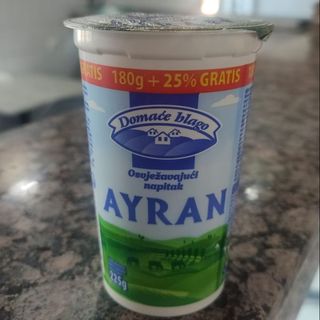 GRATIS 180g + 25% GRATIS
Domaće blago
Osvježavajući
napitak
AYRAN
225g